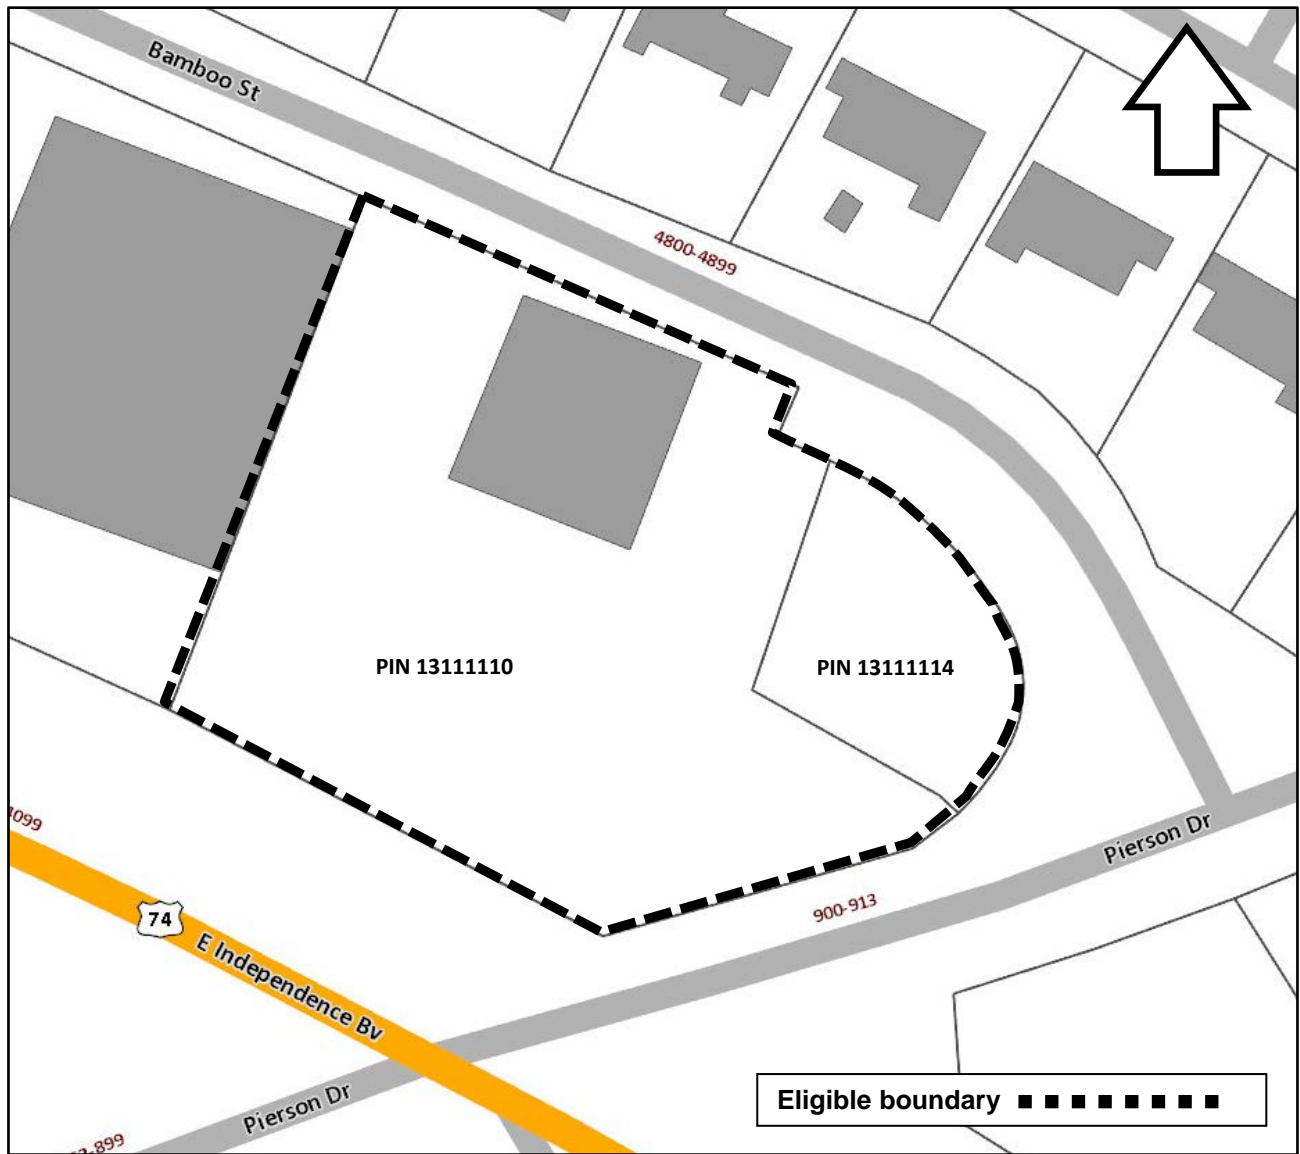 Bamboo St
4800-4899
PIN 13111110
PIN 13111114
Pierson Dr
900-913
74
E Independence Bv
Pierson Dr
Eligible boundary